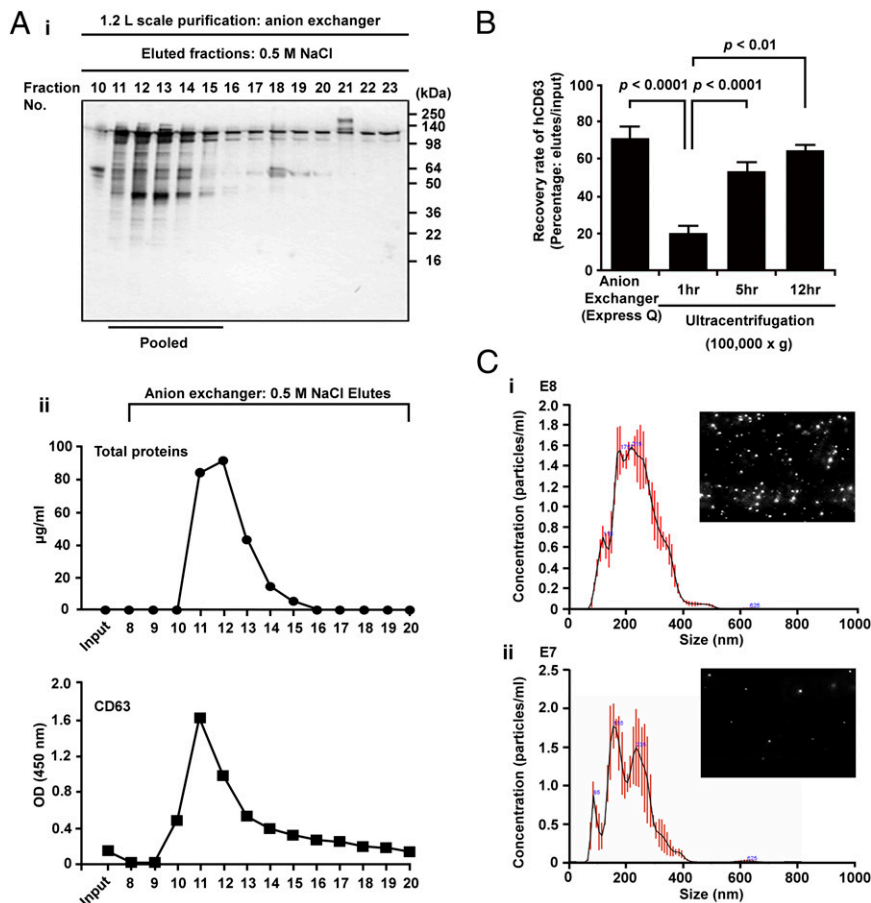 A
i
1.2 L scale purification: anion exchanger
Eluted fractions: 0.5 M NaCl
Fraction No.
10 11 12 13 14 15 16 17 18 19 20 21 22 23
(kDa)
250
140
98
64
50
36
22
16
Pooled
ii
Anion exchanger: 0.5 M NaCl Elutes
Total proteins
µg/ml
100
80
60
40
20
0
Input 8 9 10 11 12 13 14 15 16 17 18 19 20
CD63
OD (450 nm)
2.0
1.6
1.2
0.8
0.4
0
Input 8 9 10 11 12 13 14 15 16 17 18 19 20
B
p < 0.01
p < 0.0001
p < 0.0001
Recovery rate of hCD63
(Percentage: elutes/input)
100
80
60
40
20
0
Anion
Exchanger
(Express Q)
1hr
5hr
12hr
Ultracentrifugation
(100,000 x g)
C
i
E8
Concentration (particles/ml)
2.0
1.8
1.6
1.4
1.2
1.0
0.8
0.6
0.4
0.2
0
0 200 400 600 800 1000
Size (nm)
ii
E7
Concentration (particles/ml)
2.5
2.0
1.5
1.0
0.5
0
0 200 400 600 800 1000
Size (nm)